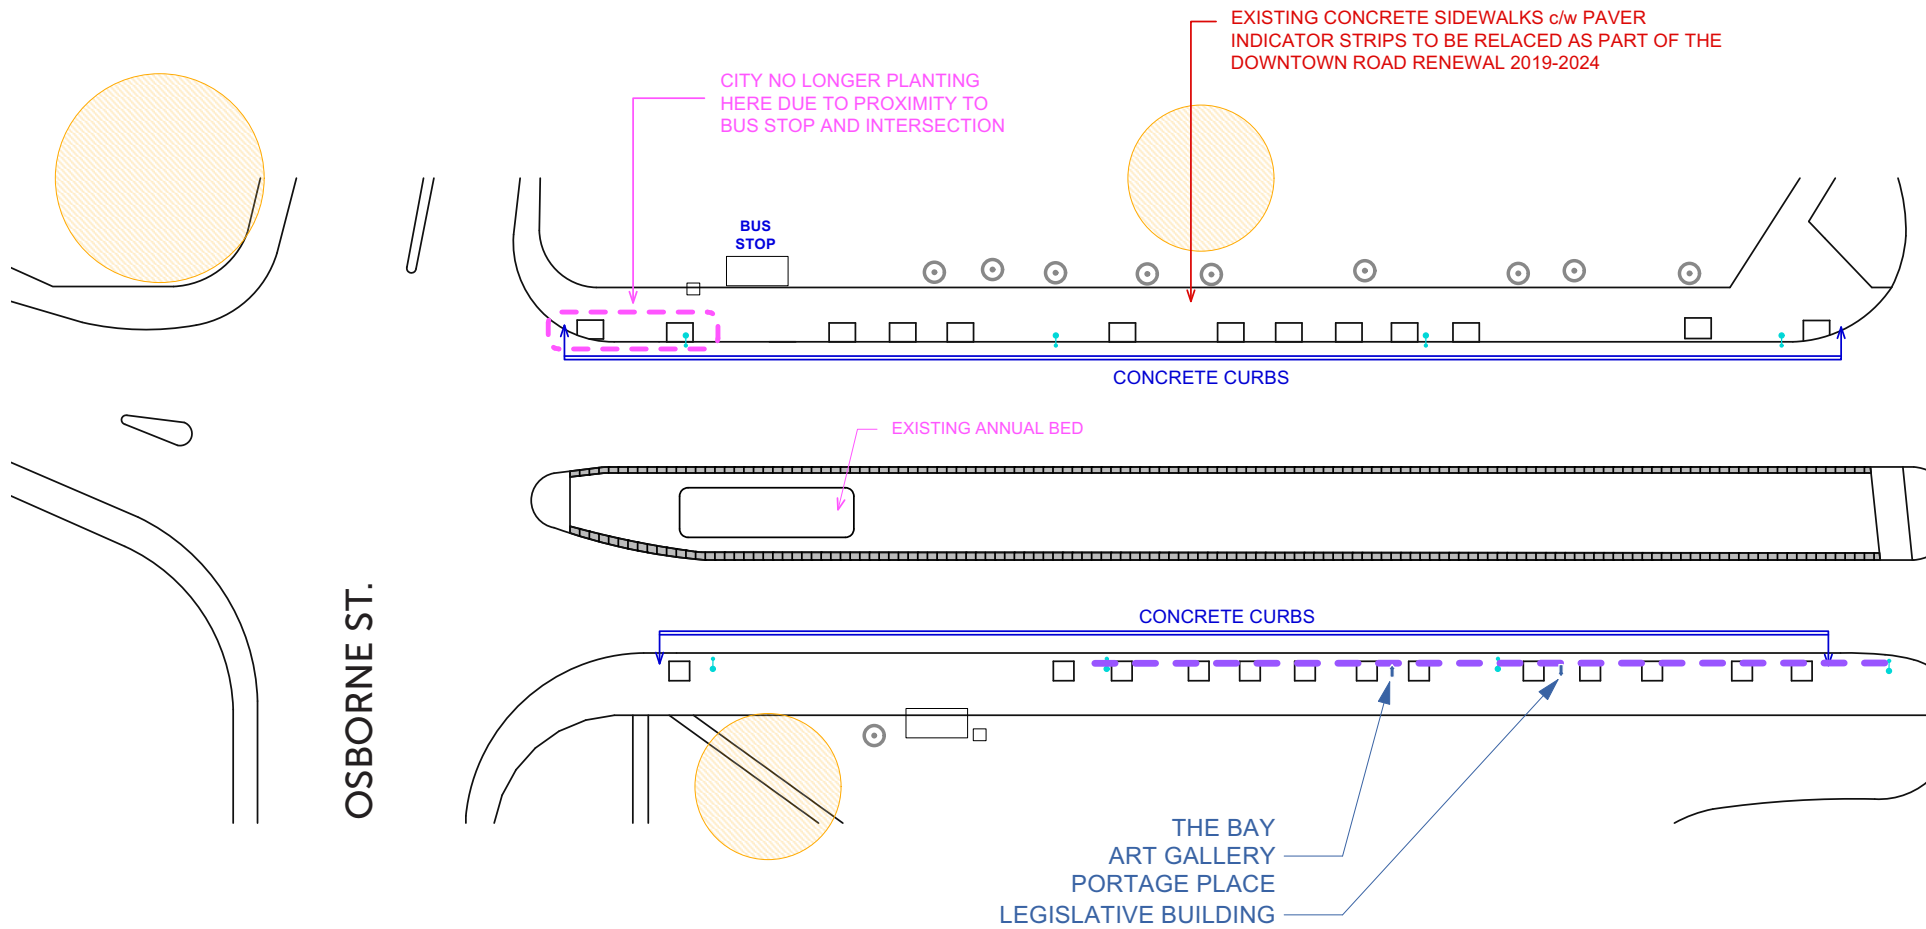 EXISTING CONCRETE SIDEWALKS c/w PAVER
INDICATOR STRIPS TO BE RELACED AS PART OF THE
DOWNTOWN ROAD RENEWAL 2019-2024
CITY NO LONGER PLANTING
HERE DUE TO PROXIMITY TO
BUS STOP AND INTERSECTION
BUS
STOP
CONCRETE CURBS
EXISTING ANNUAL BED
OSBORNE ST.
CONCRETE CURBS
THE BAY
ART GALLERY
PORTAGE PLACE
LEGISLATIVE BUILDING